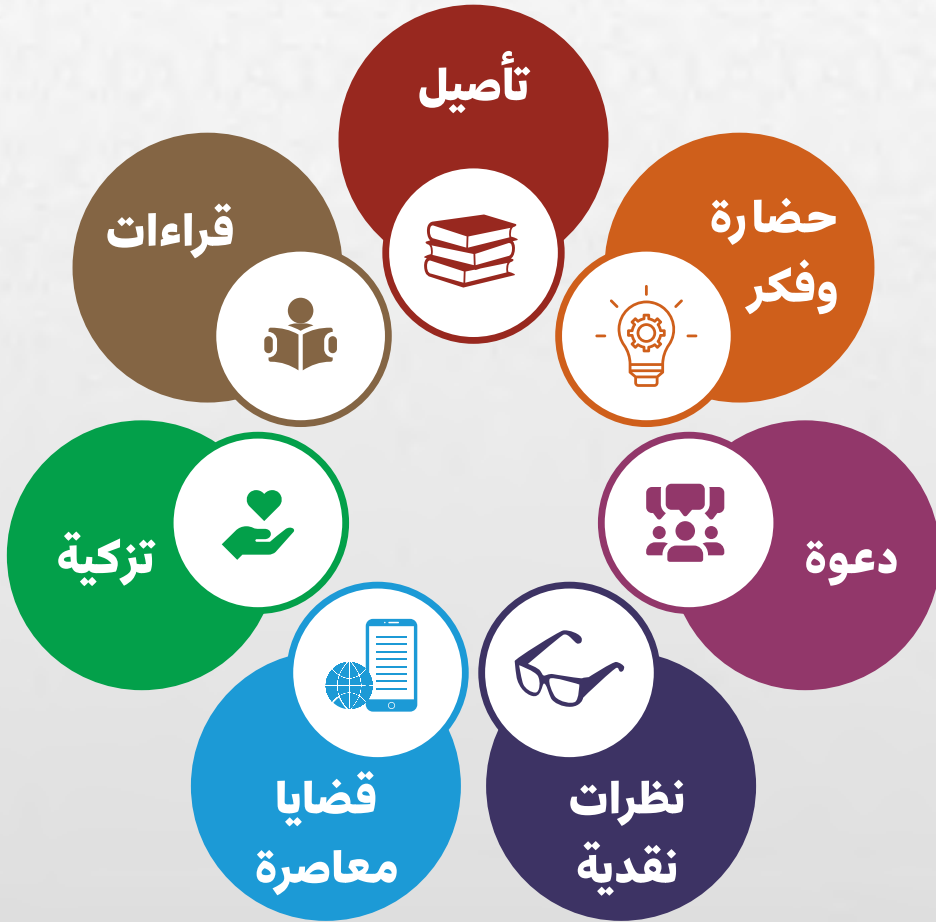 تأصيل
حضارة
وفكر
دعوة
نظرات
نقدية
قضايا
معاصرة
تزكية
قراءات